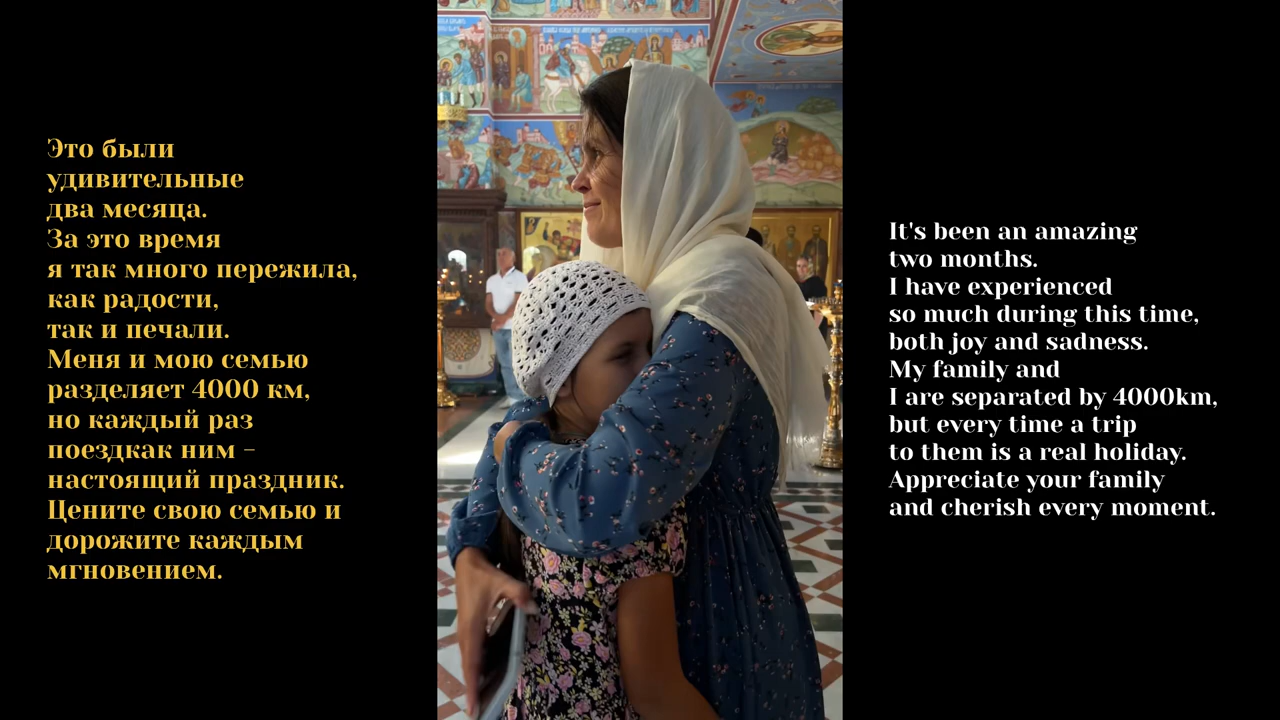 Это были
удивительные
два месяца.
За это время
я так много пережила,
как радости,
так и печали.
Меня и мою семью
разделяет 4000 км,
но каждый раз
поездкак ним -
настоящий праздник.
Цените свою семью и
дорожите каждым
мгновением.
It's been an amazing
two months.
I have experienced
so much during this time,
both joy and sadness.
My family and
I are separated by 4000km,
but every time a trip
to them is a real holiday.
Appreciate your family
and cherish every moment.